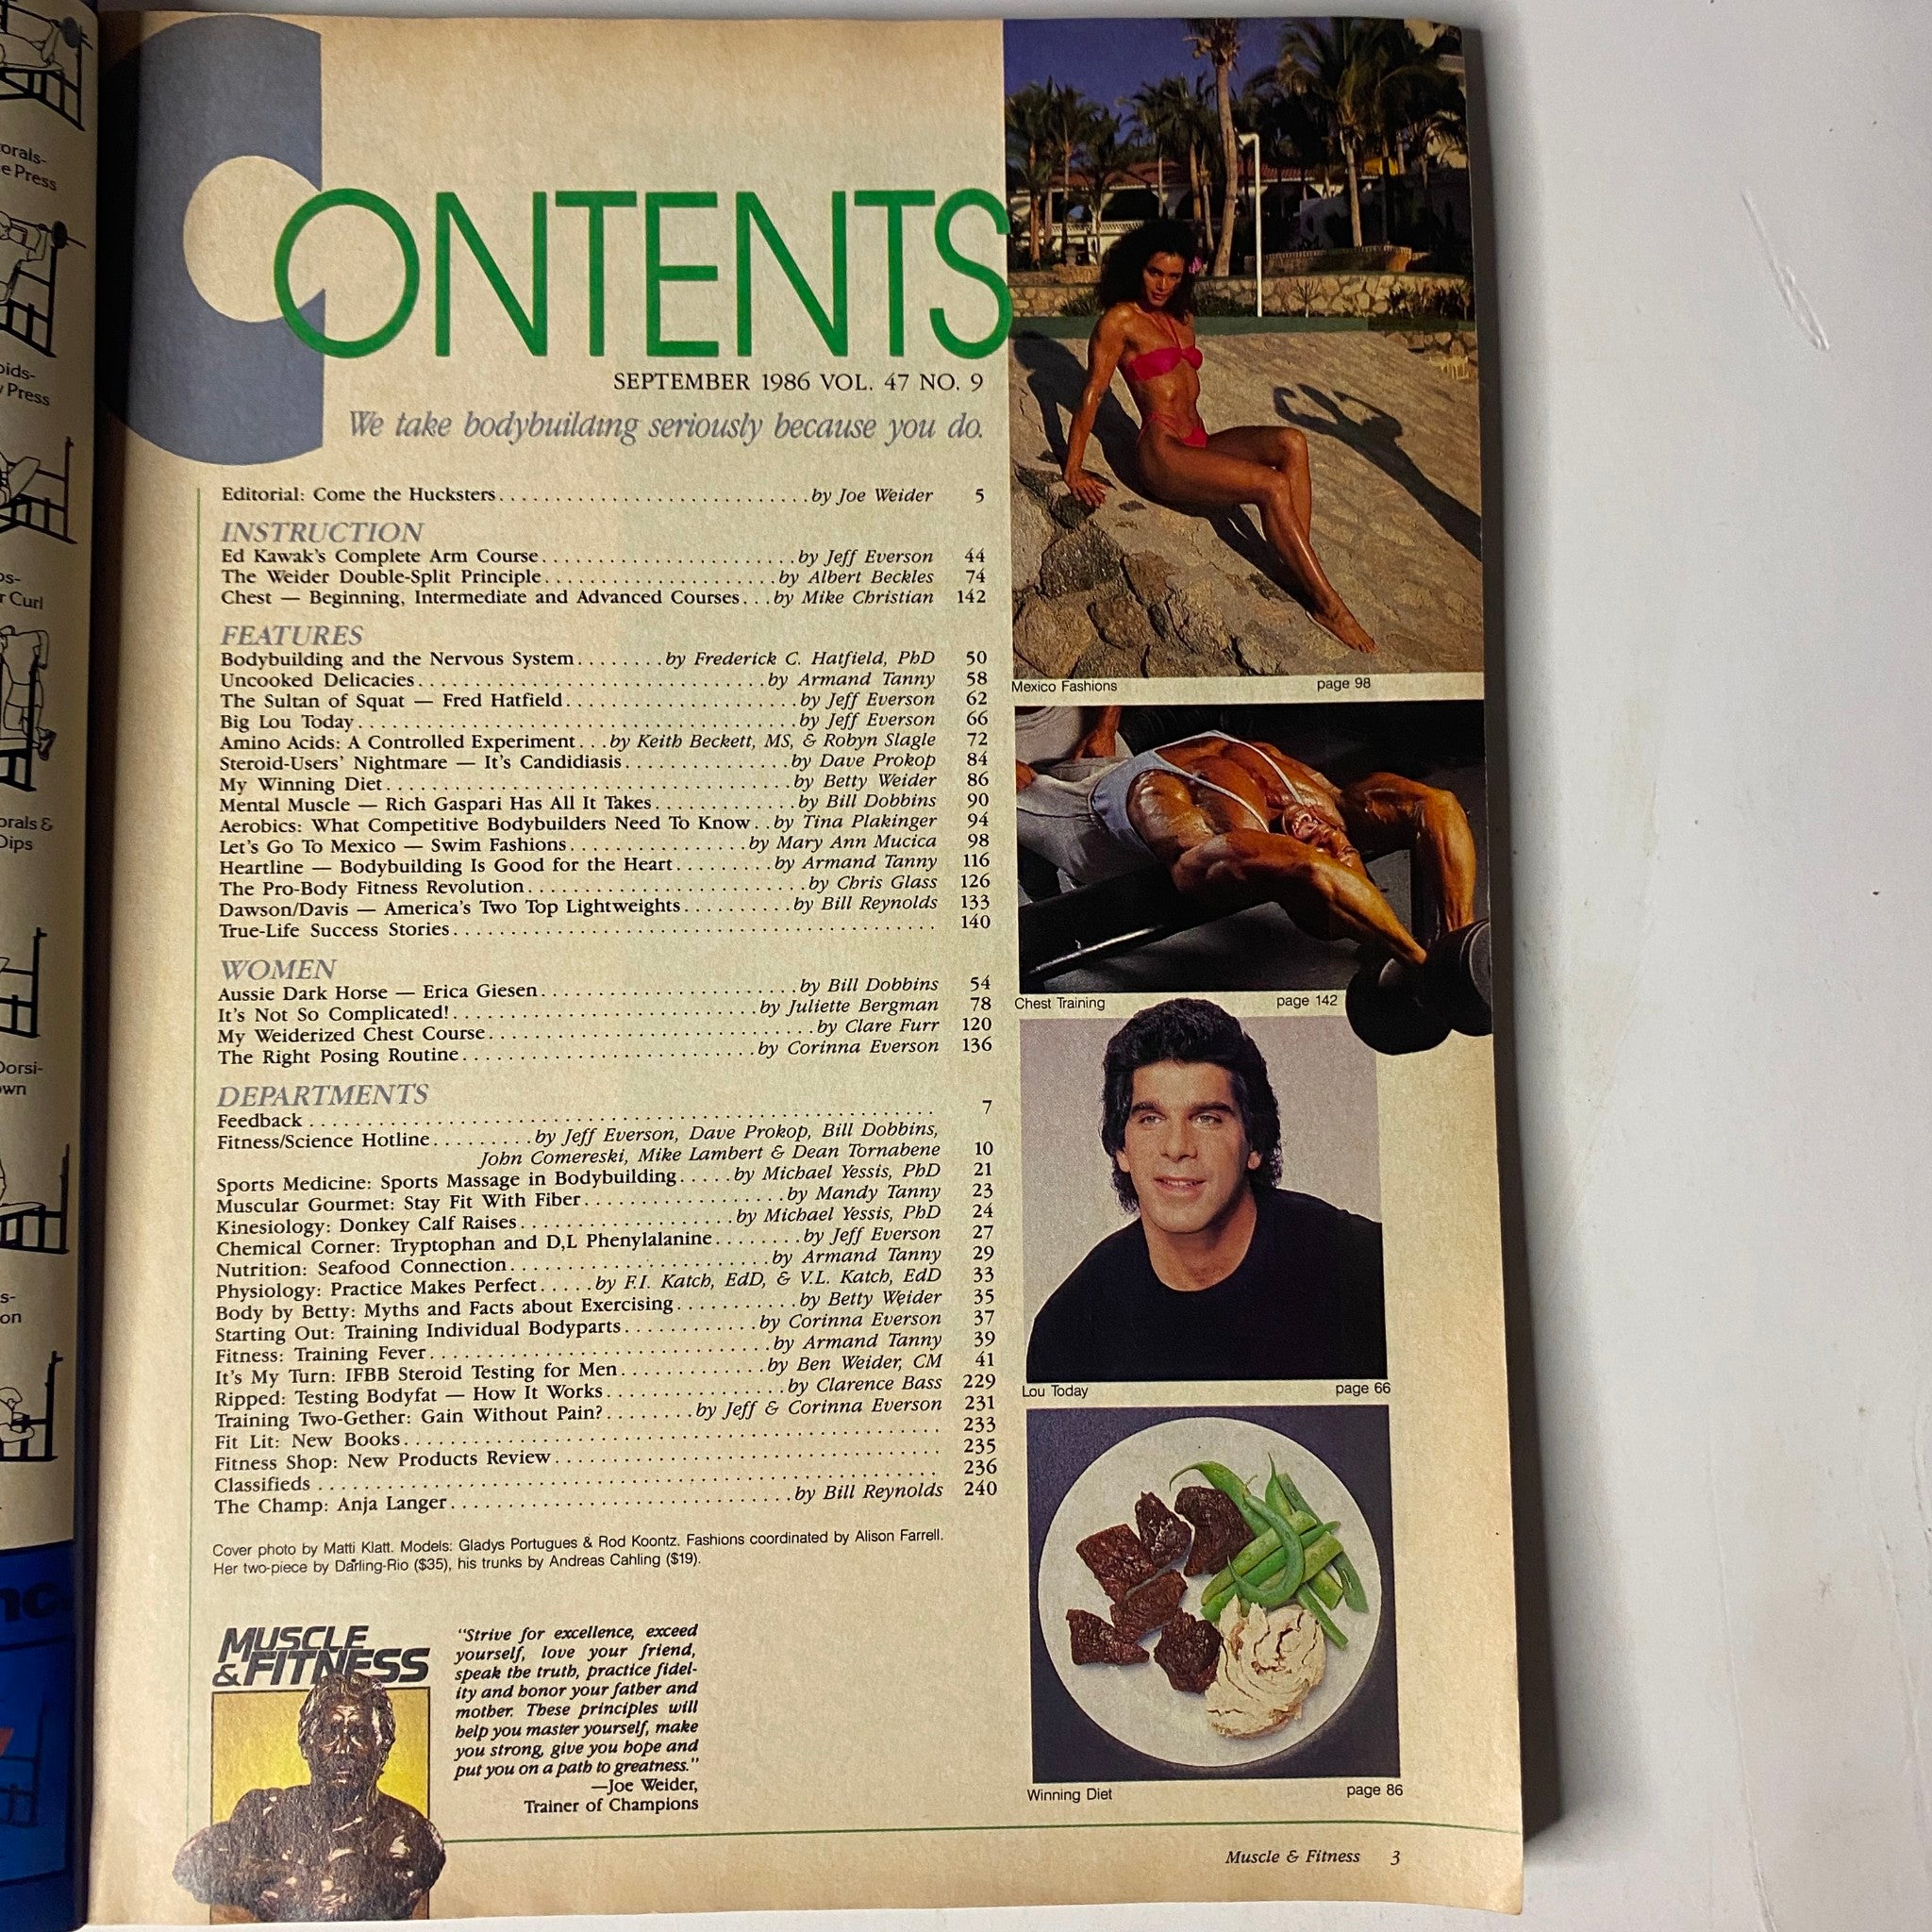 orals-
e Press
oids-
Press
ps-
r Curl
orals &
Dips
Dorsi-
own
s-
on
nc.
CONTENTS
SEPTEMBER 1986 VOL. 47 NO. 9
We take bodybuilding seriously because you do.
Editorial: Come the Hucksters. . . by Joe Weider 5
INSTRUCTION
Ed Kawak's Complete Arm Course. . . by Jeff Everson 44
The Weider Double-Split Principle. . . by Albert Beckles 74
Chest — Beginning, Intermediate and Advanced Courses. . . by Mike Christian 142
FEATURES
Bodybuilding and the Nervous System. . . by Frederick C. Hatfield, PhD 50
Uncooked Delicacies. . . by Armand Tanny 58
The Sultan of Squat — Fred Hatfield. . . by Jeff Everson 62
Big Lou Today. . . by Jeff Everson 66
Amino Acids: A Controlled Experiment. . . by Keith Beckett, MS, & Robyn Slagle 72
Steroid-Users' Nightmare — It's Candidiasis. . . by Dave Prokop 84
My Winning Diet. . . by Betty Weider 86
Mental Muscle — Rich Gaspari Has All It Takes. . . by Bill Dobbins 90
Aerobics: What Competitive Bodybuilders Need To Know. . by Tina Plakinger 94
Let's Go To Mexico — Swim Fashions. . . by Mary Ann Mucica 98
Heartline — Bodybuilding Is Good for the Heart. . . by Armand Tanny 116
The Pro-Body Fitness Revolution. . . by Chris Glass 126
Dawson/Davis — America's Two Top Lightweights. . . by Bill Reynolds 133
True-Life Success Stories. . . 140
WOMEN
Aussie Dark Horse — Erica Giesen. . . by Bill Dobbins 54
It's Not So Complicated!. . . by Juliette Bergman 78
My Weiderized Chest Course. . . by Clare Furr 120
The Right Posing Routine. . . by Corinna Everson 136
DEPARTMENTS
Feedback . . . 7
Fitness/Science Hotline. . . by Jeff Everson, Dave Prokop, Bill Dobbins,
John Comereski, Mike Lambert & Dean Tornabene 10
Sports Medicine: Sports Massage in Bodybuilding. . . by Michael Yessis, PhD 21
Muscular Gourmet: Stay Fit With Fiber. . . by Mandy Tanny 23
Kinesiology: Donkey Calf Raises. . . by Michael Yessis, PhD 24
Chemical Corner: Tryptophan and D,L Phenylalanine. . . by Jeff Everson 27
Nutrition: Seafood Connection. . . by Armand Tanny 29
Physiology: Practice Makes Perfect. . . by F.I. Katch, EdD, & V.L. Katch, EdD 33
Body by Betty: Myths and Facts about Exercising. . . by Betty Weider 35
Starting Out: Training Individual Bodyparts. . . by Corinna Everson 37
Fitness: Training Fever. . . by Armand Tanny 39
It's My Turn: IFBB Steroid Testing for Men. . . by Ben Weider, CM 41
Ripped: Testing Bodyfat — How It Works. . . by Clarence Bass 229
Training Two-Gether: Gain Without Pain?. . . by Jeff & Corinna Everson 231
Fit Lit: New Books. . . 233
Fitness Shop: New Products Review. . . 235
Classifieds . . . 236
The Champ: Anja Langer. . . by Bill Reynolds 240
Cover photo by Matti Klatt. Models: Gladys Portugues & Rod Koontz. Fashions coordinated by Alison Farrell.
Her two-piece by Darling-Rio ($35), his trunks by Andreas Cahling ($19).
MUSCLE
&FITNESS
"Strive for excellence, exceed
yourself, love your friend,
speak the truth, practice fidel-
ity and honor your father and
mother. These principles will
help you master yourself, make
you strong, give you hope and
put you on a path to greatness."
—Joe Weider,
Trainer of Champions
Mexico Fashions page 98
Chest Training page 142
Lou Today page 66
Winning Diet page 86
Muscle & Fitness 3